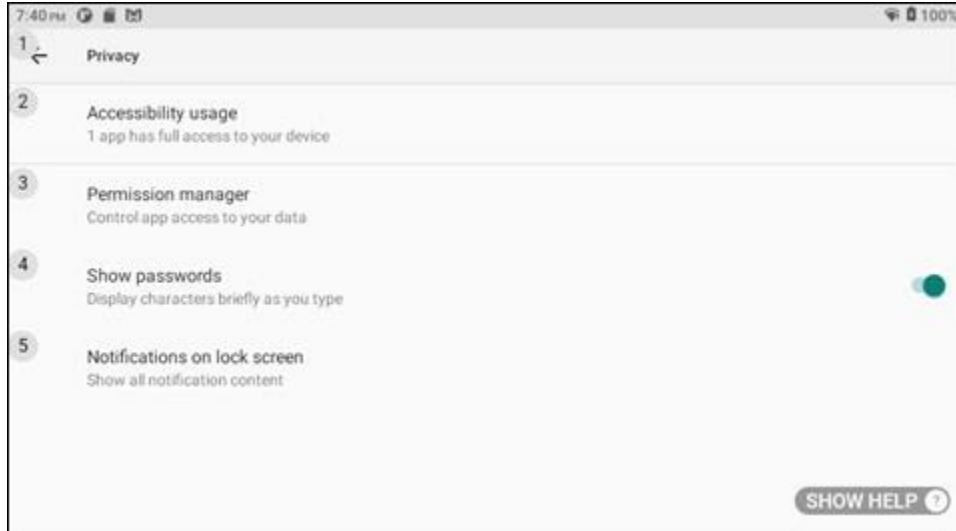 7:40 PM 100%
1 Privacy
2
Accessibility usage
1 app has full access to your device
3
Permission manager
Control app access to your data
4
Show passwords
Display characters briefly as you type
5
Notifications on lock screen
Show all notification content
SHOW HELP ?